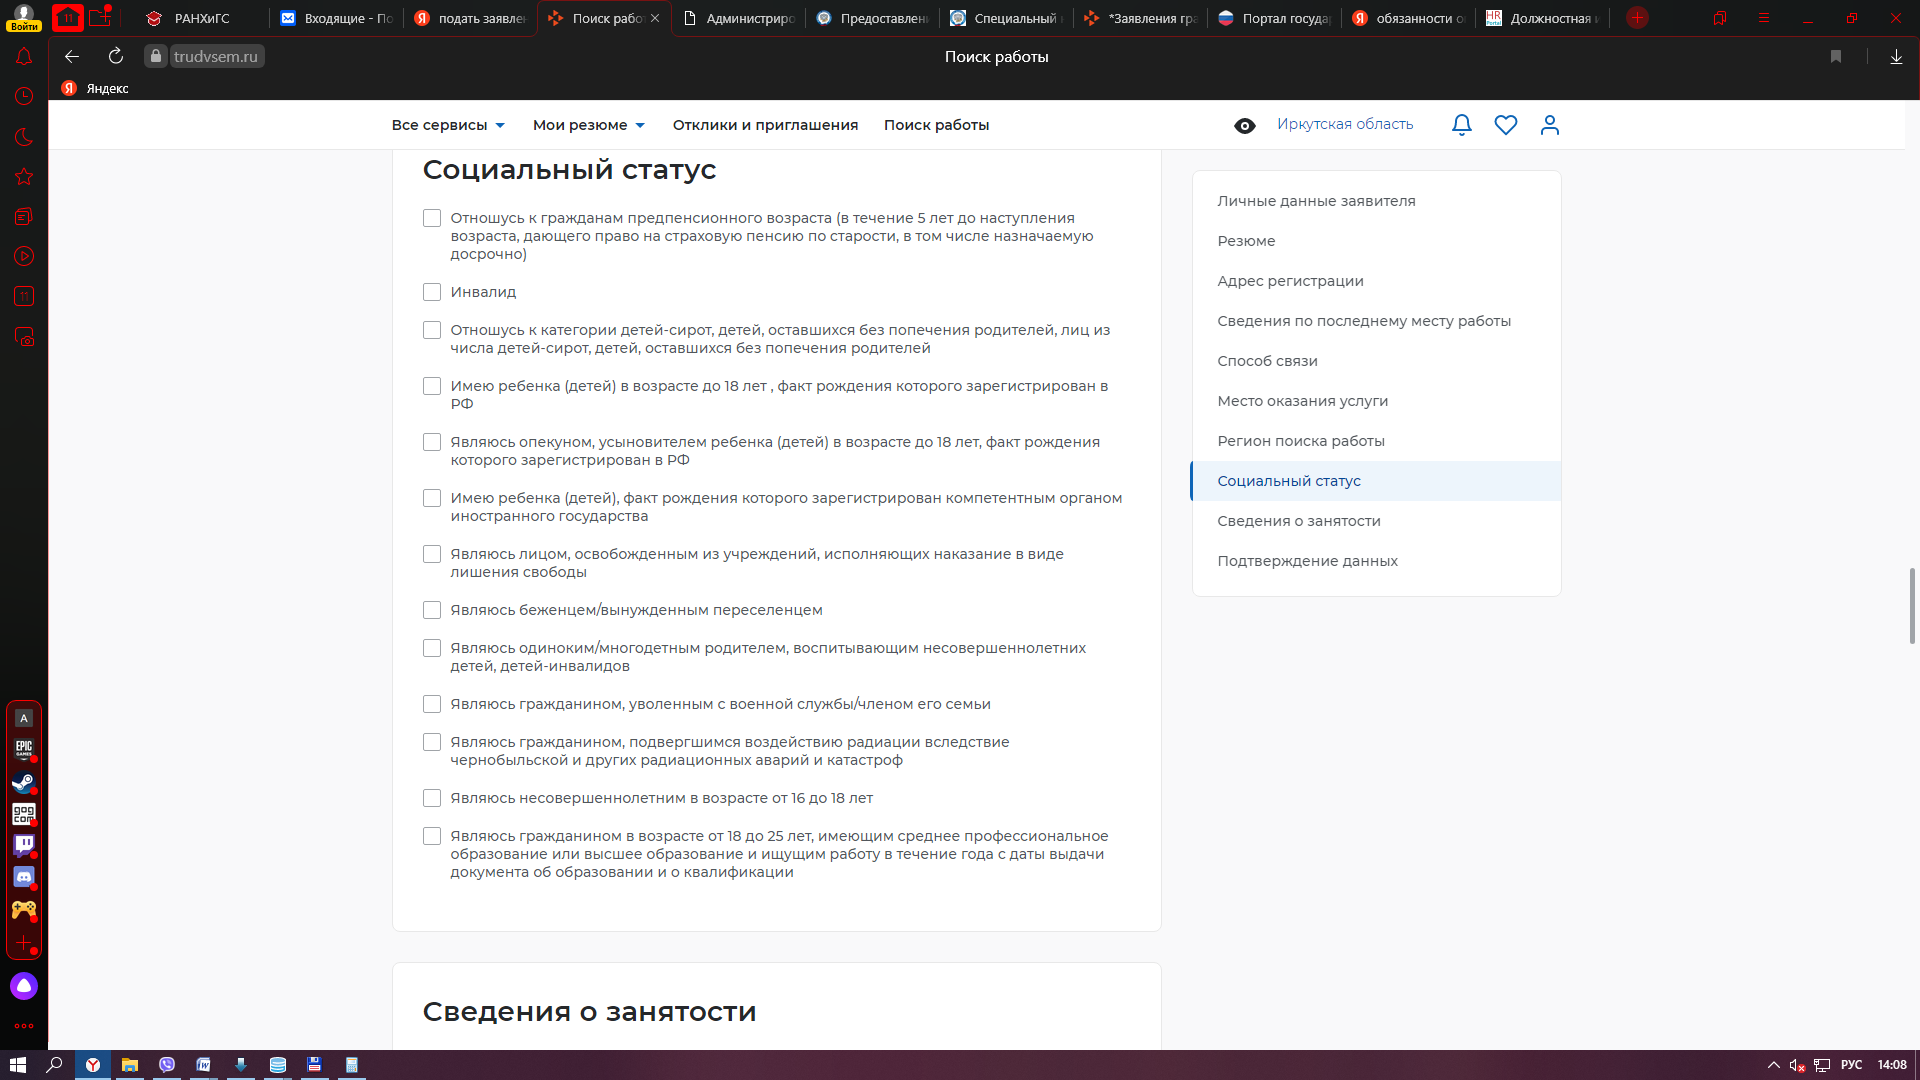 РАНХиГС
Входящие - По
подать заявлен
Поиск рабо
Администриро
Предоставлен
Специальный
*Заявления гра
Портал государ
обязанности о
Должностная и
Войти
trudvsem.ru
Поиск работы
Яндекс
Все сервисы
Мои резюме
Отклики и приглашения
Поиск работы
Иркутская область
Социальный статус
Отношусь к гражданам предпенсионного возраста (в течение 5 лет до наступления
возраста, дающего право на страховую пенсию по старости, в том числе назначаемую
досрочно)
Инвалид
Отношусь к категории детей-сирот, детей, оставшихся без попечения родителей, лиц из
числа детей-сирот, детей, оставшихся без попечения родителей
Имею ребенка (детей) в возрасте до 18 лет , факт рождения которого зарегистрирован в
РФ
Являюсь опекуном, усыновителем ребенка (детей) в возрасте до 18 лет, факт рождения
которого зарегистрирован в РФ
Имею ребенка (детей), факт рождения которого зарегистрирован компетентным органом
иностранного государства
Являюсь лицом, освобожденным из учреждений, исполняющих наказание в виде
лишения свободы
Являюсь беженцем/вынужденным переселенцем
Являюсь одиноким/многодетным родителем, воспитывающим несовершеннолетних
детей, детей-инвалидов
Являюсь гражданином, уволенным с военной службы/членом его семьи
Являюсь гражданином, подвергшимся воздействию радиации вследствие
чернобыльской и других радиационных аварий и катастроф
Являюсь несовершеннолетним в возрасте от 16 до 18 лет
Являюсь гражданином в возрасте от 18 до 25 лет, имеющим среднее профессиональное
образование или высшее образование и ищущим работу в течение года с даты выдачи
документа об образовании и о квалификации
Сведения о занятости
Личные данные заявителя
Резюме
Адрес регистрации
Сведения по последнему месту работы
Способ связи
Место оказания услуги
Регион поиска работы
Социальный статус
Сведения о занятости
Подтверждение данных
A
EPIC
GAMES
gog
com
РУС
14:08